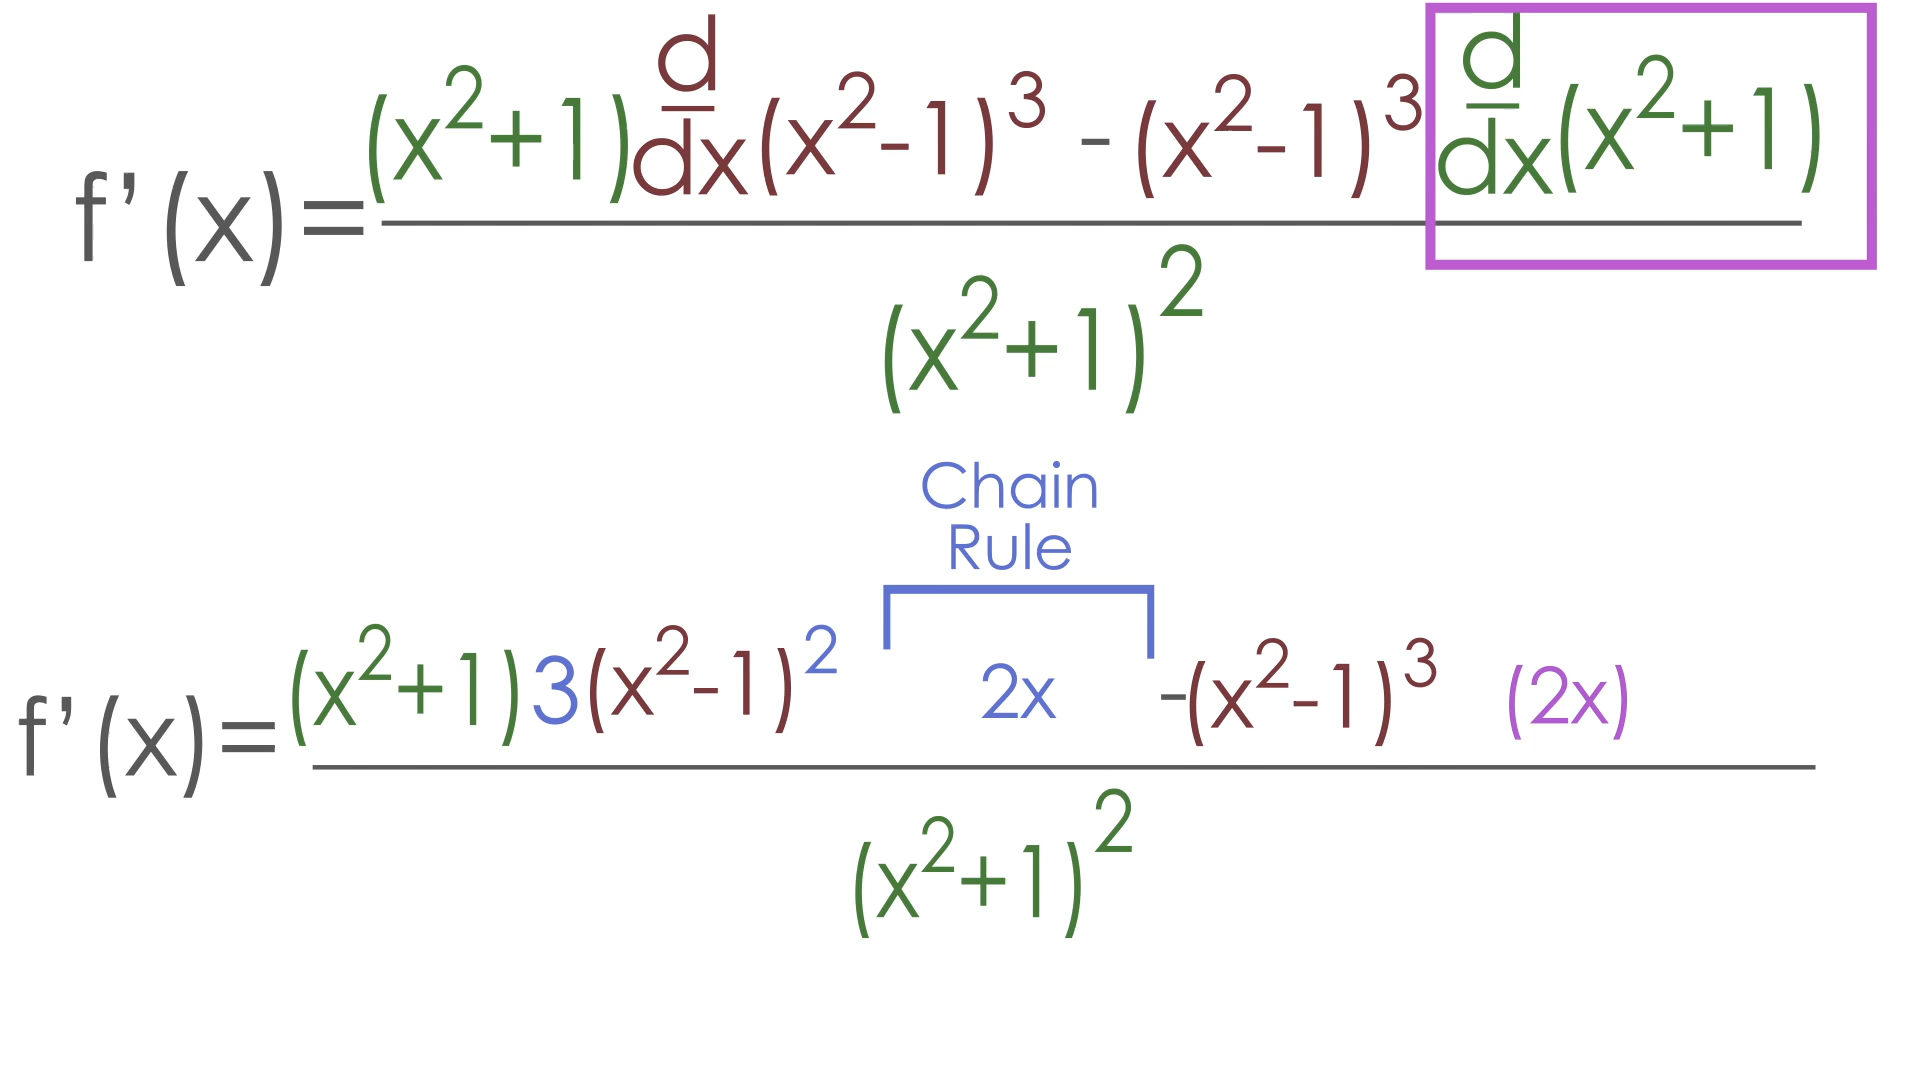 f'(x)= (x²+1) d/dx (x²-1)³ - (x²-1)³ d/dx (x²+1)
(x²+1)²
Chain
Rule
f'(x)= (x²+1)3(x²-1)² 2x -(x²-1)³ (2x)
(x²+1)²